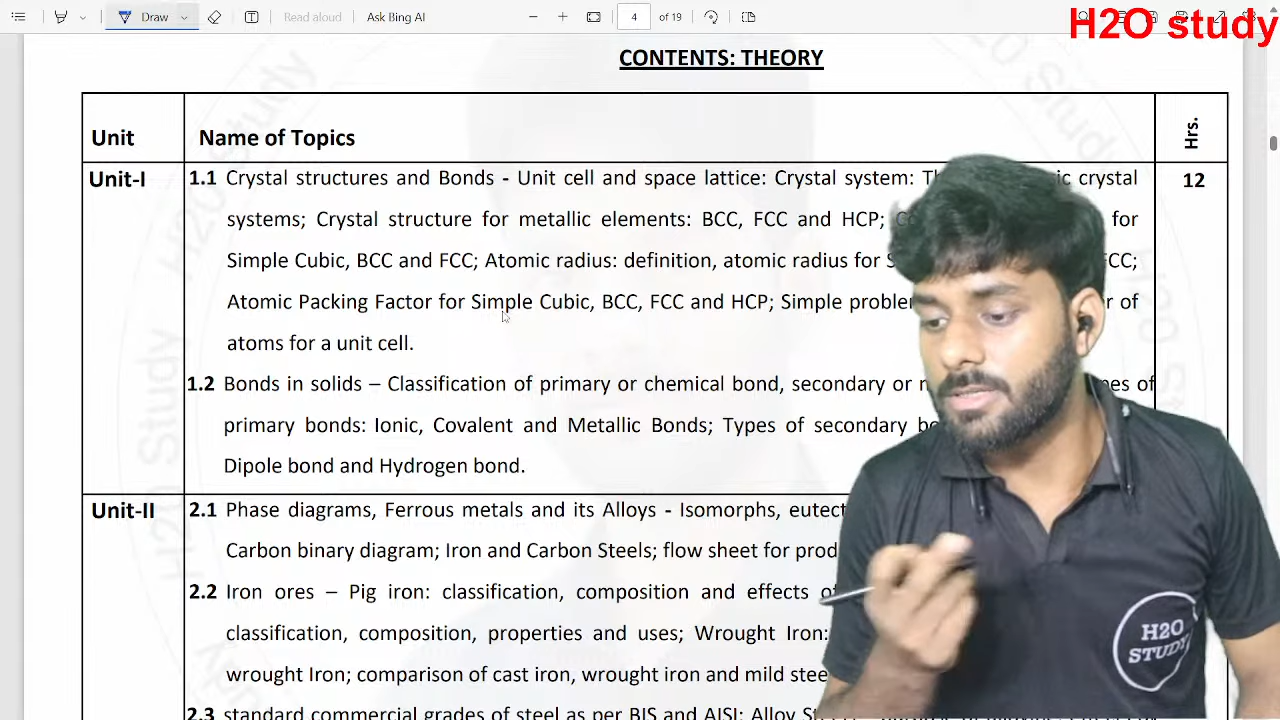 Draw
Read aloud
Ask Bing AI
4 of 19
H2O study
CONTENTS: THEORY
Unit
Name of Topics
Hrs.
Unit-I
1.1 Crystal structures and Bonds - Unit cell and space lattice: Crystal system: crystal
systems; Crystal structure for metallic elements: BCC, FCC and HCP; for
Simple Cubic, BCC and FCC; Atomic radius: definition, atomic radius for FCC;
Atomic Packing Factor for Simple Cubic, BCC, FCC and HCP; Simple of
atoms for a unit cell.
12
1.2 Bonds in solids – Classification of primary or chemical bond, secondary or of
primary bonds: Ionic, Covalent and Metallic Bonds; Types of secondary
Dipole bond and Hydrogen bond.
Unit-II
2.1 Phase diagrams, Ferrous metals and its Alloys - Isomorphs,
Carbon binary diagram; Iron and Carbon Steels; flow sheet for
2.2 Iron ores – Pig iron: classification, composition and effects
classification, composition, properties and uses; Wrought Iron:
wrought Iron; comparison of cast iron, wrought iron and mild
2.3 standard commercial grades of steel as per BIS and AISI; Alloy
H2O
STUDY
H2O Study